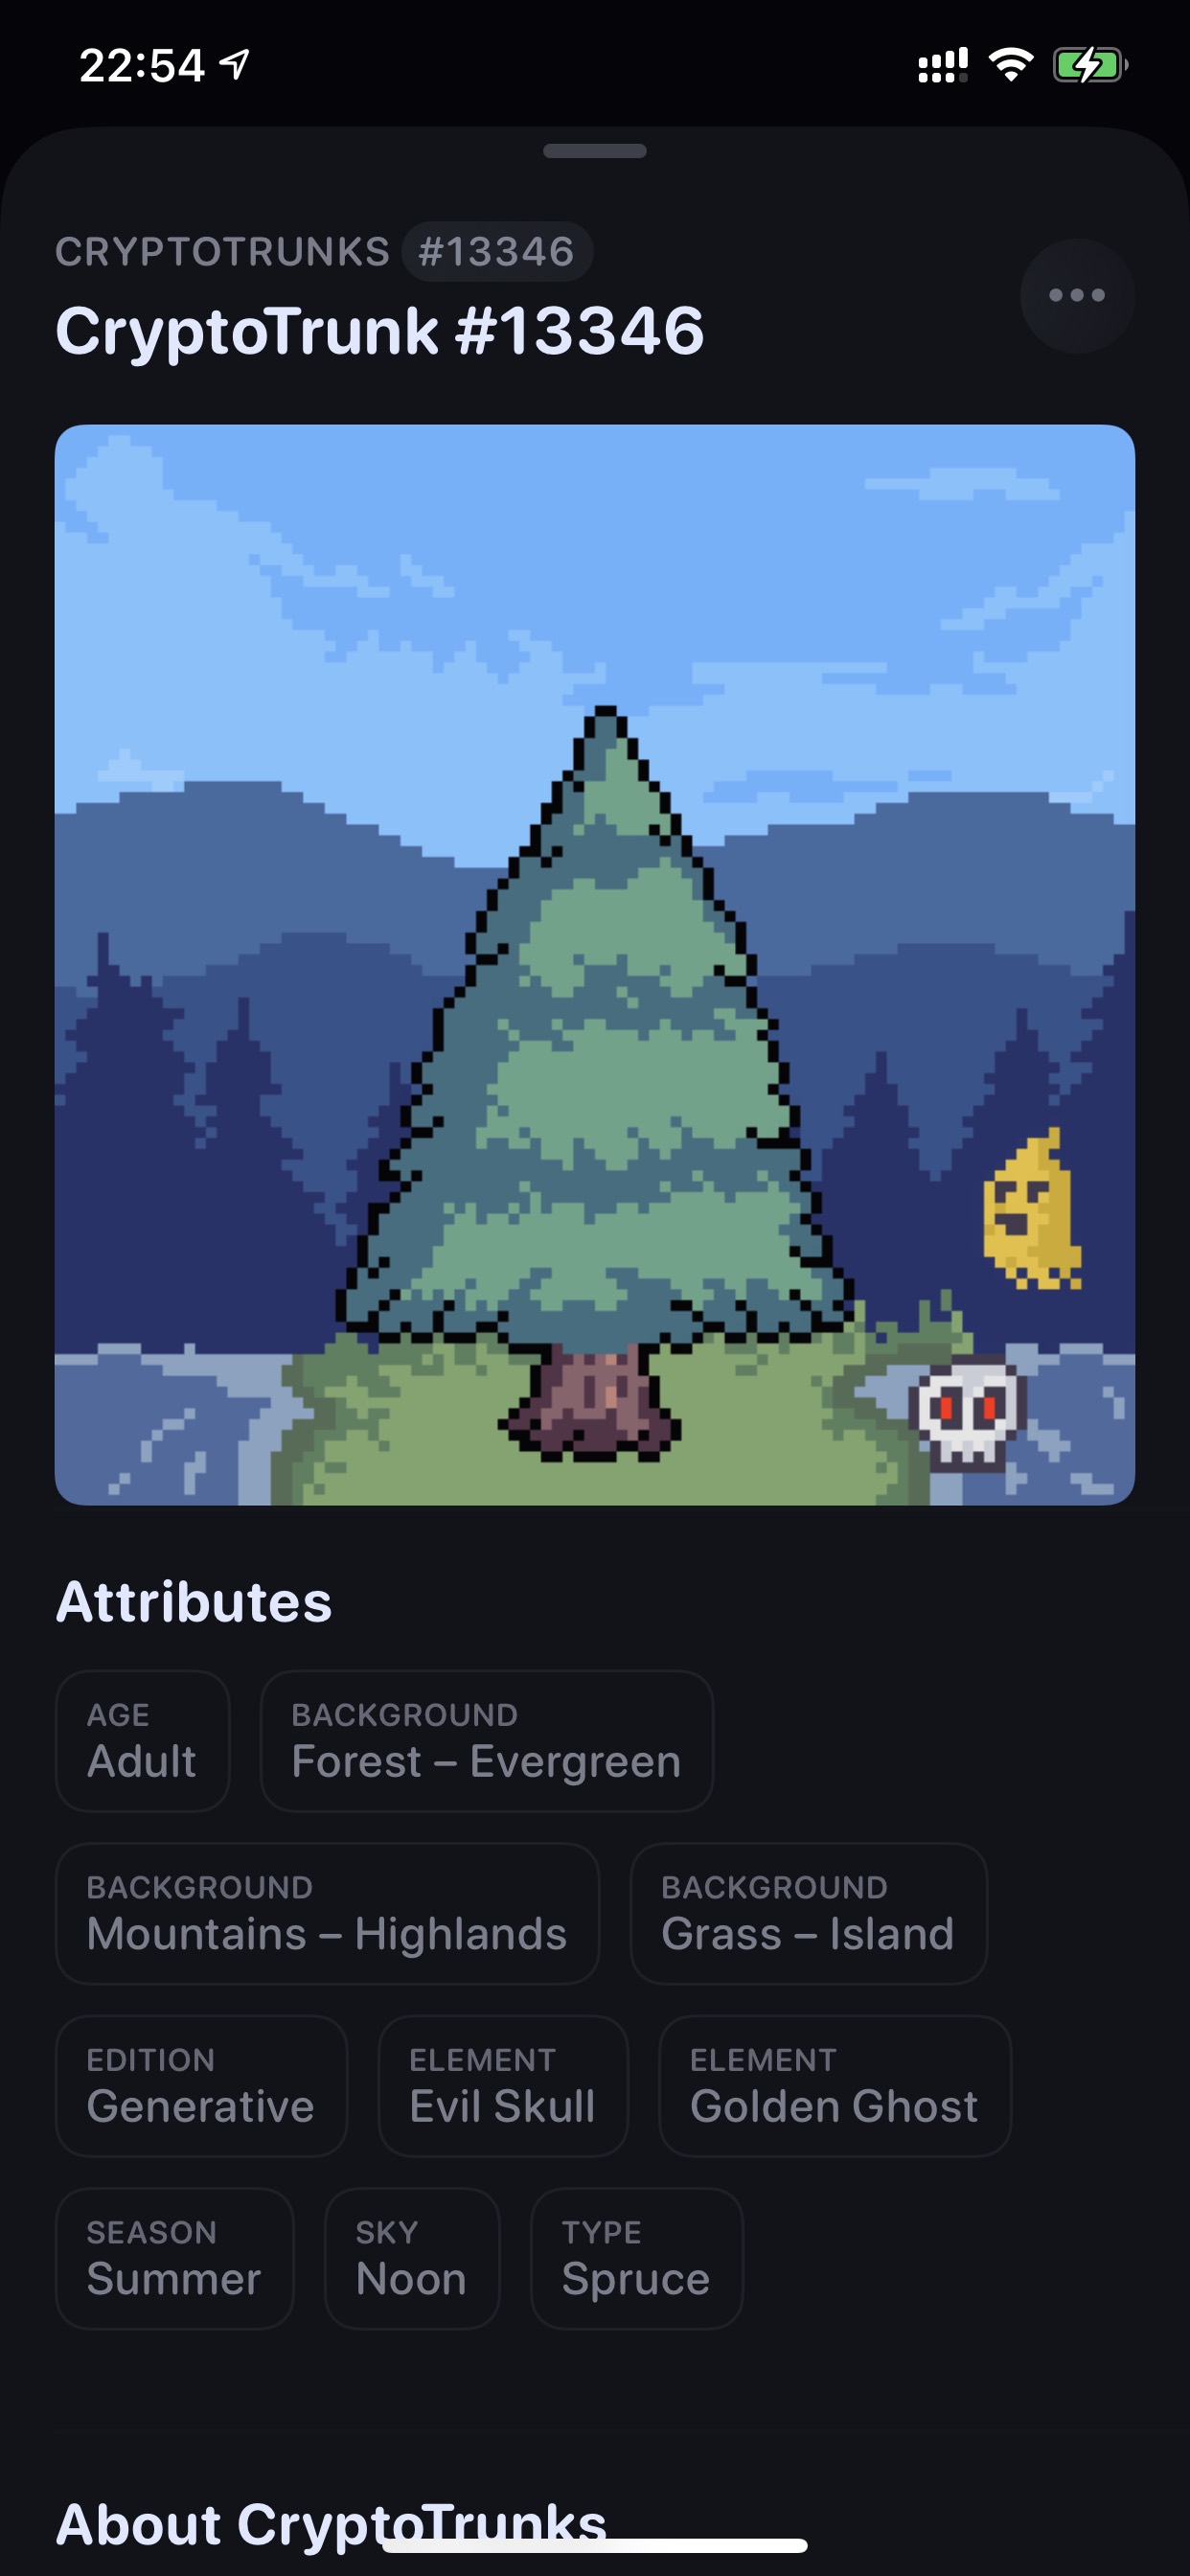 22:54
CRYPTOTRUNKS #13346
CryptoTrunk #13346
Attributes
AGE
Adult
BACKGROUND
Forest – Evergreen
BACKGROUND
Mountains – Highlands
BACKGROUND
Grass – Island
EDITION
Generative
ELEMENT
Evil Skull
ELEMENT
Golden Ghost
SEASON
Summer
SKY
Noon
TYPE
Spruce
About CryptoTrunks